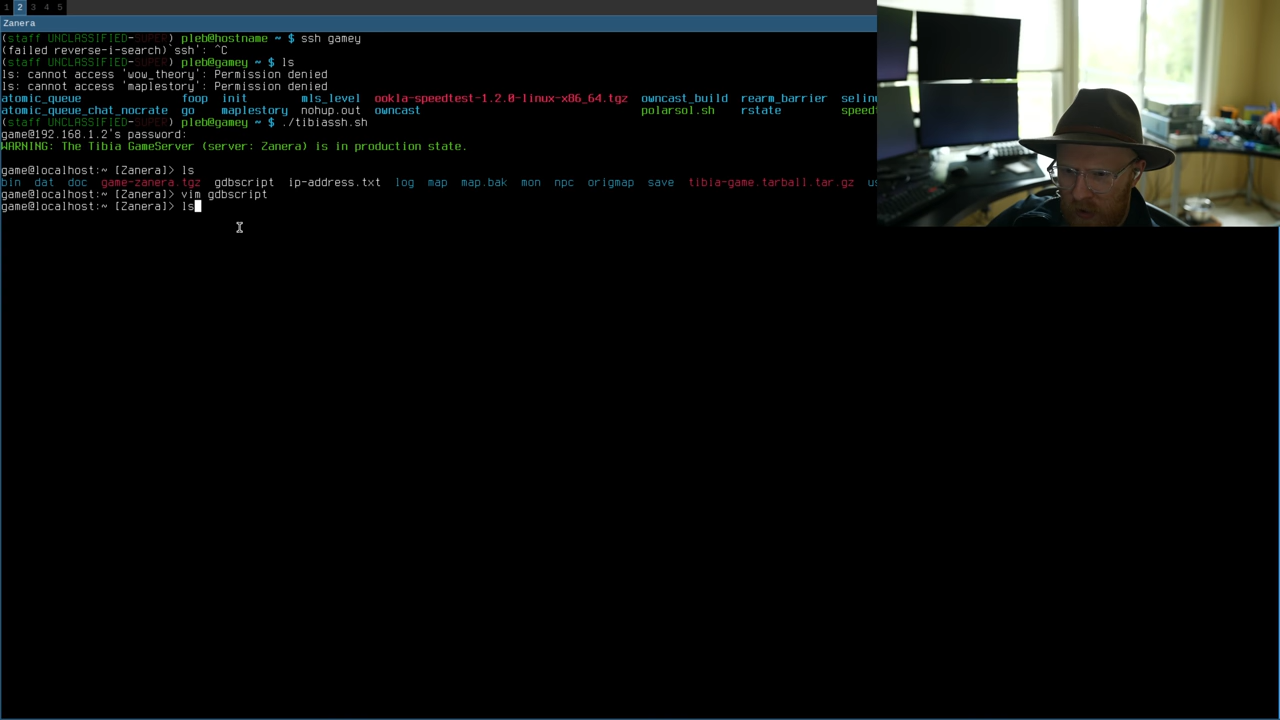 1 2 3 4 5
Zanera
(staff UNCLASSIFIED-SUPER) pleb@hostname ~ $ ssh gamey
(failed reverse-i-search)`ssh': ^C
(staff UNCLASSIFIED-SUPER) pleb@gamey ~ $ ls
ls: cannot access 'wow_theory': Permission denied
ls: cannot access 'maplestory': Permission denied
atomic_queue foop init mls_level ookla-speedtest-1.2.0-linux-x86_64.tgz owncast_build rearm_barrier selin
atomic_queue_chat_nocrate go maplestory nohup.out owncast polarsol.sh rstate speed
(staff UNCLASSIFIED-SUPER) pleb@gamey ~ $ ./tibiassh.sh
game@192.168.1.2's password:
WARNING: The Tibia GameServer (server: Zanera) is in production state.
game@localhost:~ [Zanera]> ls
bin dat doc game-zanera.tgz gdbscript ip-address.txt log map map.bak mon npc origmap save tibia-game.tarball.tar.gz us
game@localhost:~ [Zanera]> vim gdbscript
game@localhost:~ [Zanera]> ls